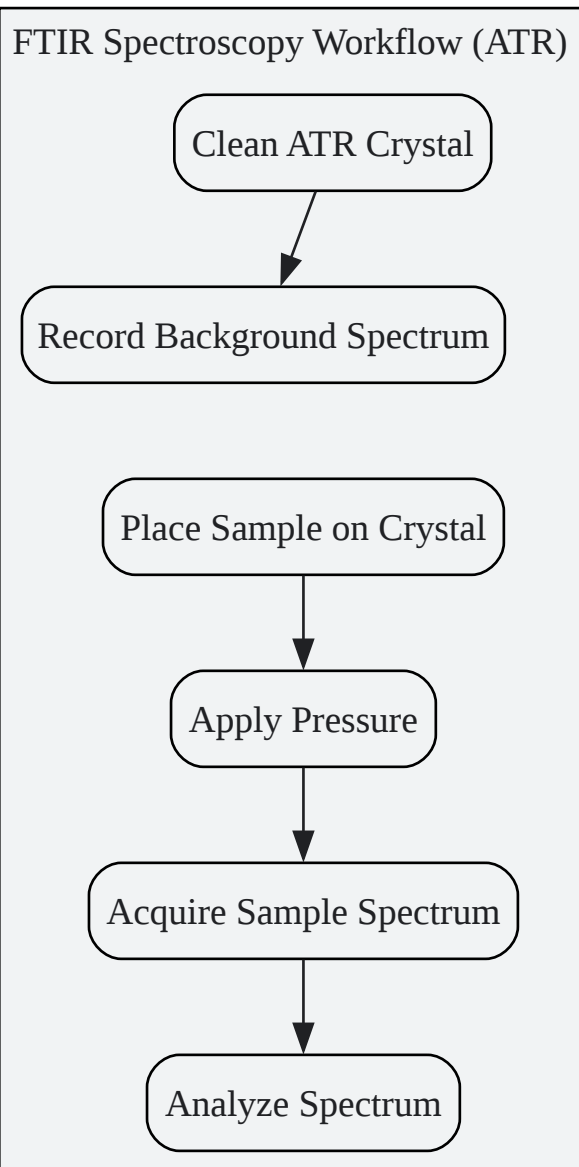 FTIR Spectroscopy Workflow (ATR)
Clean ATR Crystal
Record Background Spectrum
Place Sample on Crystal
Apply Pressure
Acquire Sample Spectrum
Analyze Spectrum